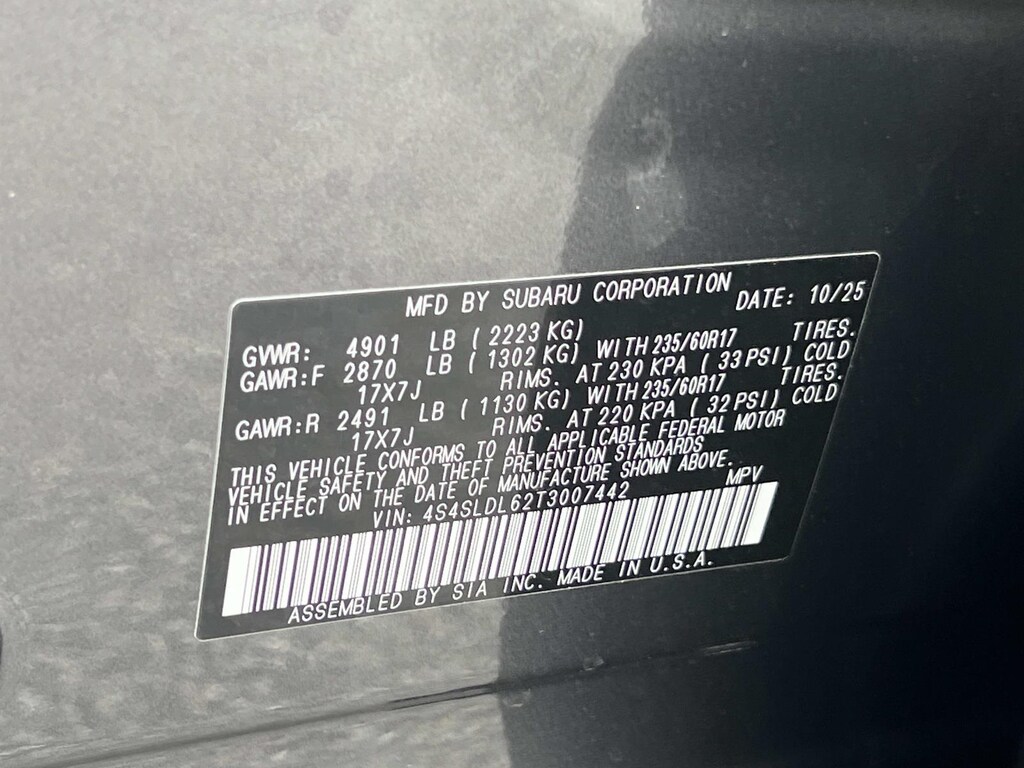 MFD BY SUBARU CORPORATION DATE: 10/25
GVWR: 4901 LB ( 2223 KG)
GAWR:F 2870 LB ( 1302 KG) WITH 235/60R17 TIRES.
17X7J RIMS. AT 230 KPA ( 33 PSI) COLD
GAWR:R 2491 LB ( 1130 KG) WITH 235/60R17 TIRES.
17X7J RIMS. AT 220 KPA ( 32 PSI) COLD
THIS VEHICLE CONFORMS TO ALL APPLICABLE FEDERAL MOTOR
VEHICLE SAFETY AND THEFT PREVENTION STANDARDS
IN EFFECT ON THE DATE OF MANUFACTURE SHOWN ABOVE.
VIN: 4S4SLDL62T3007442 MPV
ASSEMBLED BY SIA INC. MADE IN U.S.A.